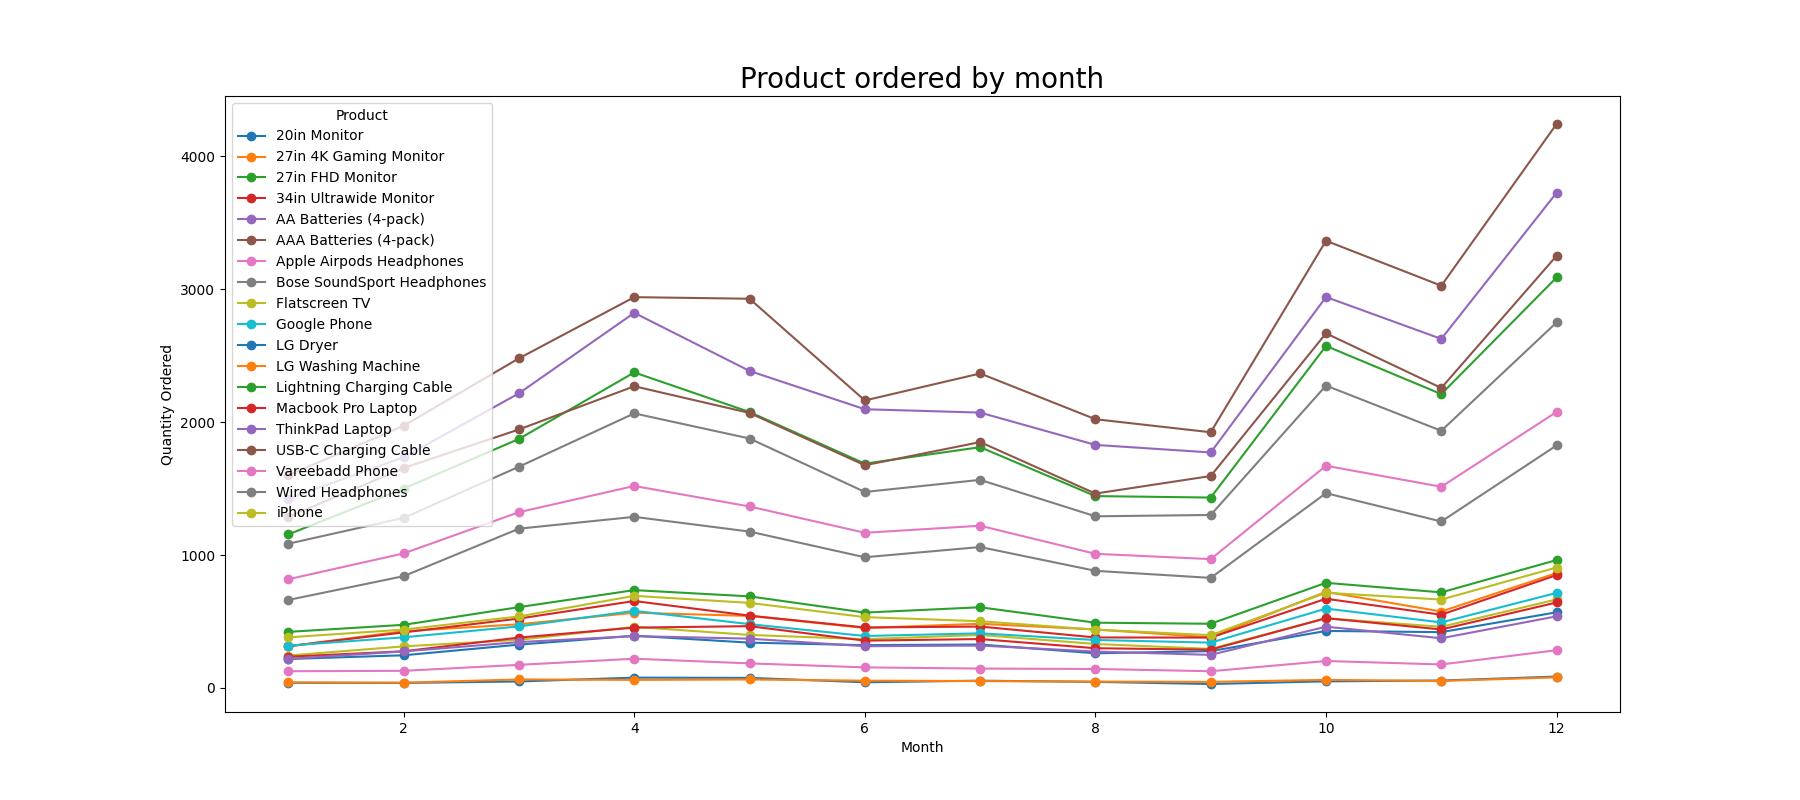 Product ordered by month
Product
20in Monitor
27in 4K Gaming Monitor
27in FHD Monitor
34in Ultrawide Monitor
AA Batteries (4-pack)
AAA Batteries (4-pack)
Apple Airpods Headphones
Bose SoundSport Headphones
Flatscreen TV
Google Phone
LG Dryer
LG Washing Machine
Lightning Charging Cable
Macbook Pro Laptop
ThinkPad Laptop
USB-C Charging Cable
Vareebadd Phone
Wired Headphones
iPhone
Quantity Ordered
4000
3000
2000
1000
0
2 4 6 8 10 12
Month